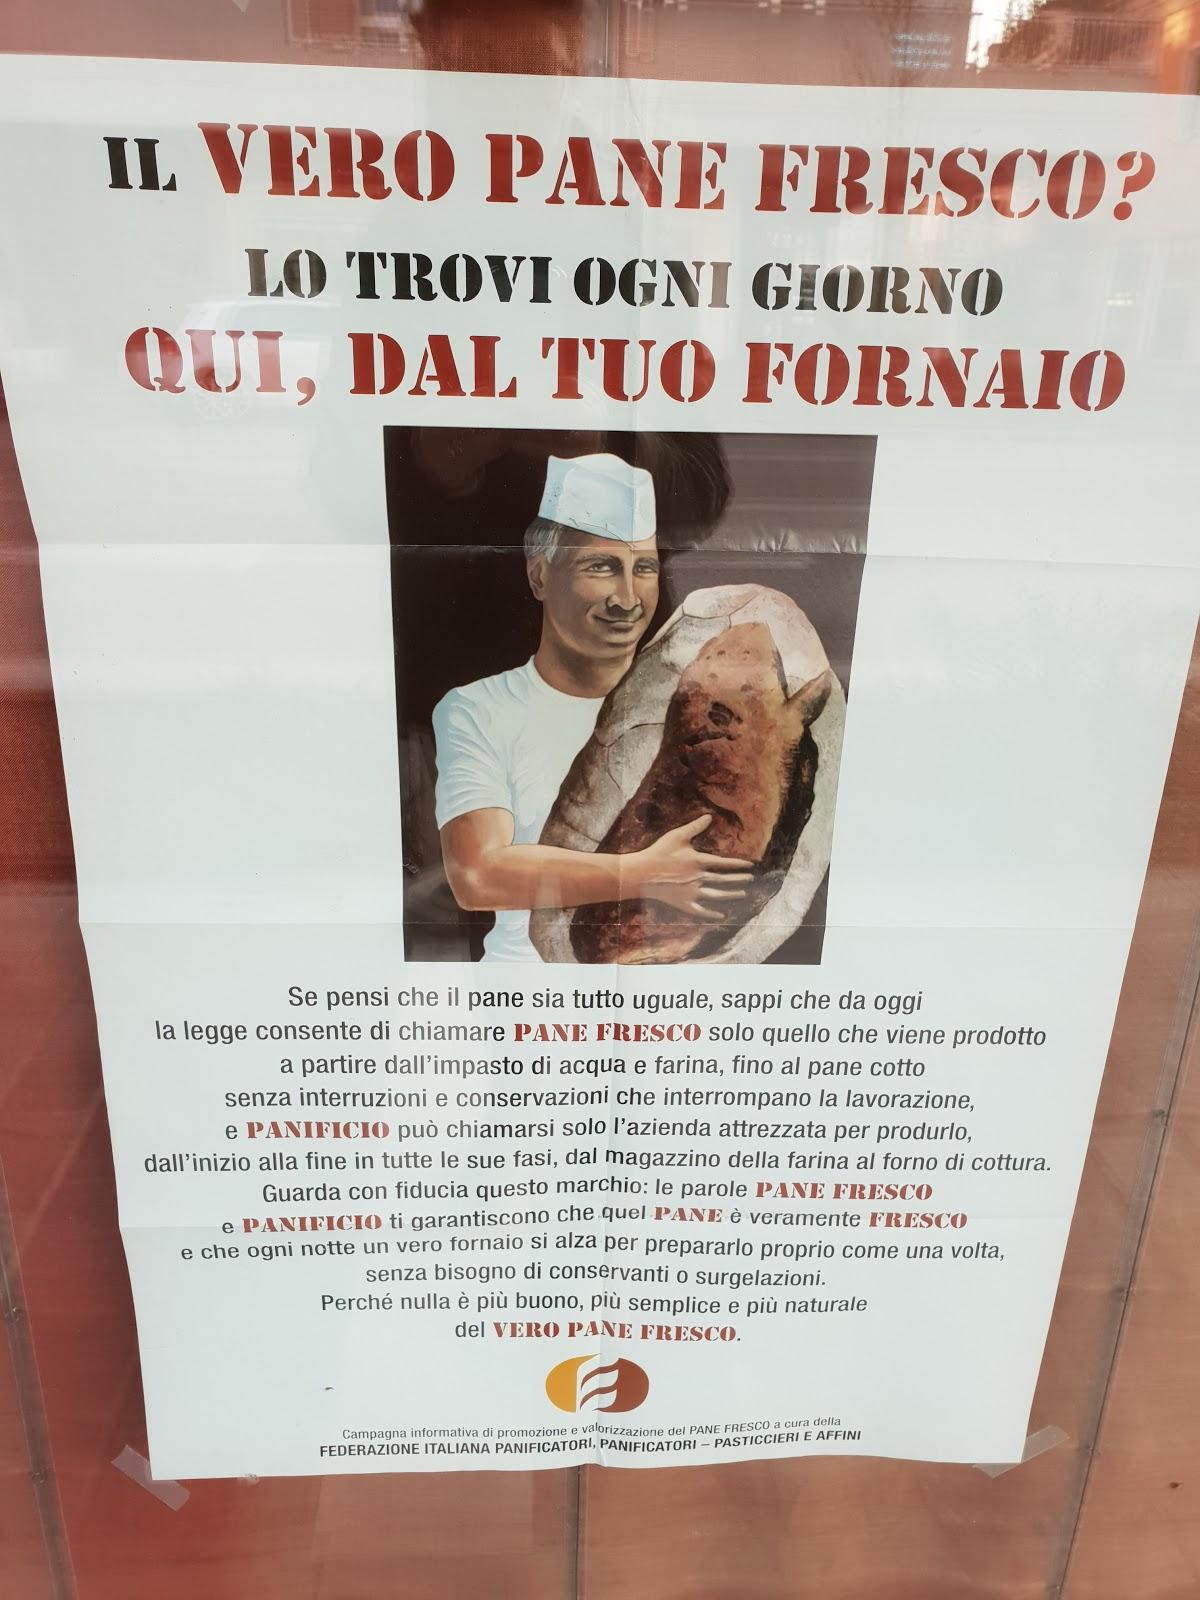 IL VERO PANE FRESCO?
LO TROVI OGNI GIORNO
QUI, DAL TUO FORNAIO
Se pensi che il pane sia tutto uguale, sappi che da oggi
la legge consente di chiamare PANE FRESCO solo quello che viene prodotto
a partire dall'impasto di acqua e farina, fino al pane cotto
senza interruzioni e conservazioni che interrompano la lavorazione,
e PANIFICIO può chiamarsi solo l'azienda attrezzata per produrlo,
dall'inizio alla fine in tutte le sue fasi, dal magazzino della farina al forno di cottura.
Guarda con fiducia questo marchio: le parole PANE FRESCO
e PANIFICIO ti garantiscono che quel PANE è veramente FRESCO
e che ogni notte un vero fornaio si alza per prepararlo proprio come una volta,
senza bisogno di conservanti o surgelazioni.
Perché nulla è più buono, più semplice e più naturale
del VERO PANE FRESCO.
Campagna informativa di promozione e valorizzazione del PANE FRESCO a cura della
FEDERAZIONE ITALIANA PANIFICATORI, PANIFICATORI – PASTICCIERI E AFFINI